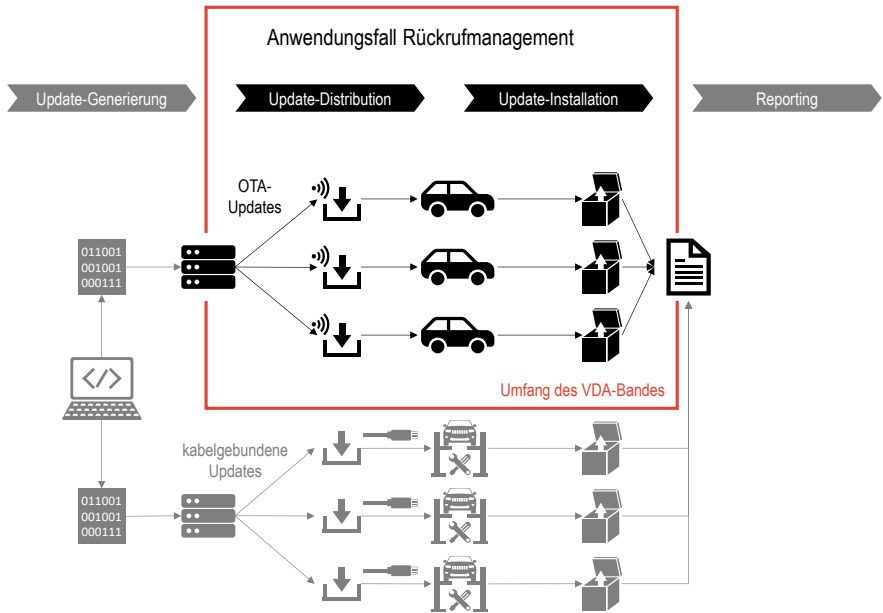 Anwendungsfall Rückrufmanagement
Update-Generierung
Update-Distribution
Update-Installation
Reporting
OTA-
Updates
011001
001001
000111
</>
Umfang des VDA-Bandes
kabelgebundene
Updates
011001
001001
000111